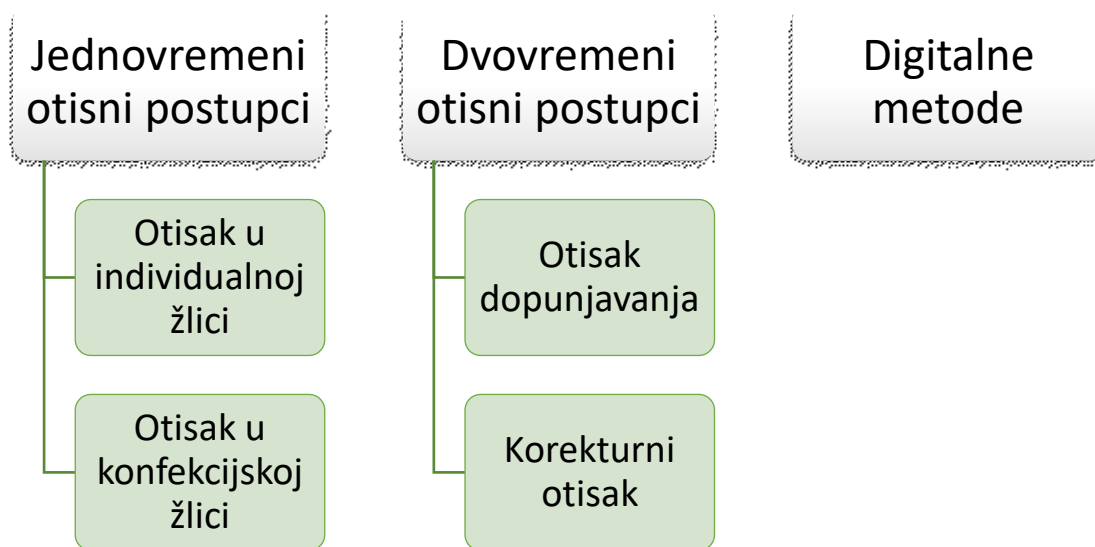 Jednovremeni
otisni postupci
Otisak u
individualnoj
žlici
Otisak u
konfekcijskoj
žlici
Dvovremeni
otisni postupci
Otisak
dopunjavanja
Korekturni
otisak
Digitalne
metode